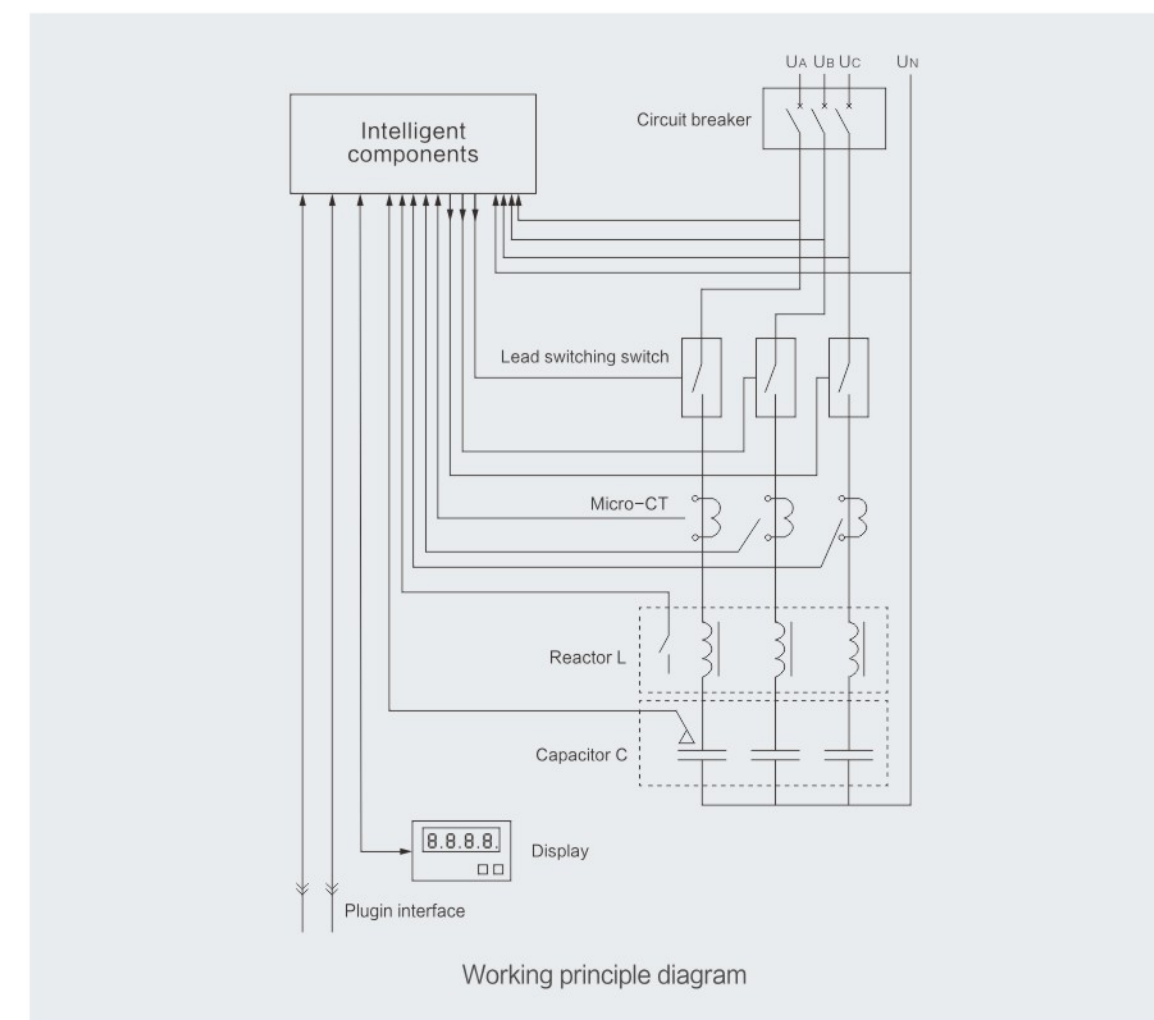 UA UB UC UN
Circuit breaker
Intelligent
components
Lead switching switch
Micro-CT
Reactor L
Capacitor C
8.8.8.8.
Display
Plugin interface
Working principle diagram